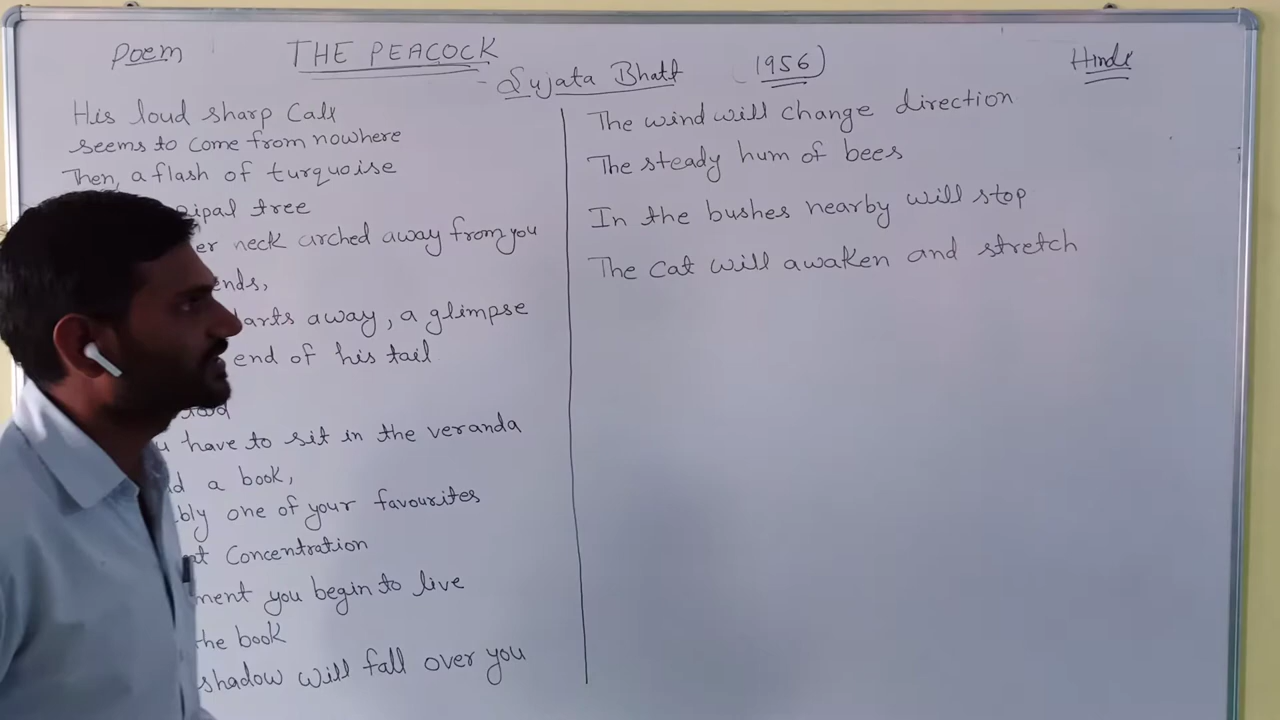 Poem
THE PEACOCK
- Sujata Bhatt
(1956)
Hindi
His loud sharp Call
seems to come from nowhere
Then, a flash of turquoise
pipal tree
neck arched away from you
ends,
darts away, a glimpse
end of his tail
have to sit in the veranda
a book,
one of your favourites
Concentration
you begin to live
the book
shadow will fall over you
The wind will change direction
The steady hum of bees
In the bushes nearby will stop
The cat will awaken and stretch